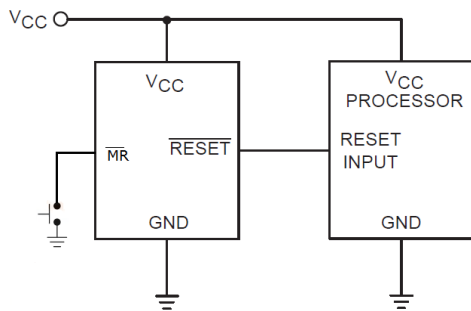 VCC
VCC
MR
RESET
GND
VCC
PROCESSOR
RESET
INPUT
GND